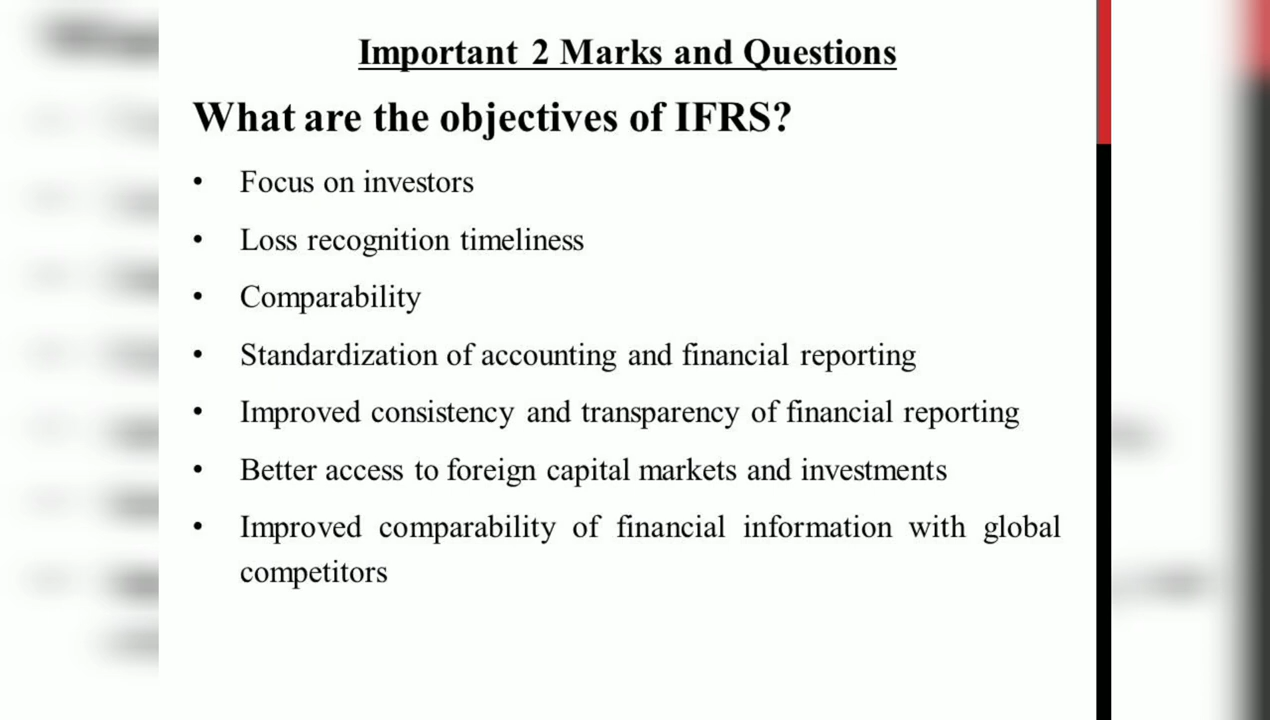 Important 2 Marks and Questions
What are the objectives of IFRS?
• Focus on investors
• Loss recognition timeliness
• Comparability
• Standardization of accounting and financial reporting
• Improved consistency and transparency of financial reporting
• Better access to foreign capital markets and investments
• Improved comparability of financial information with global
competitors